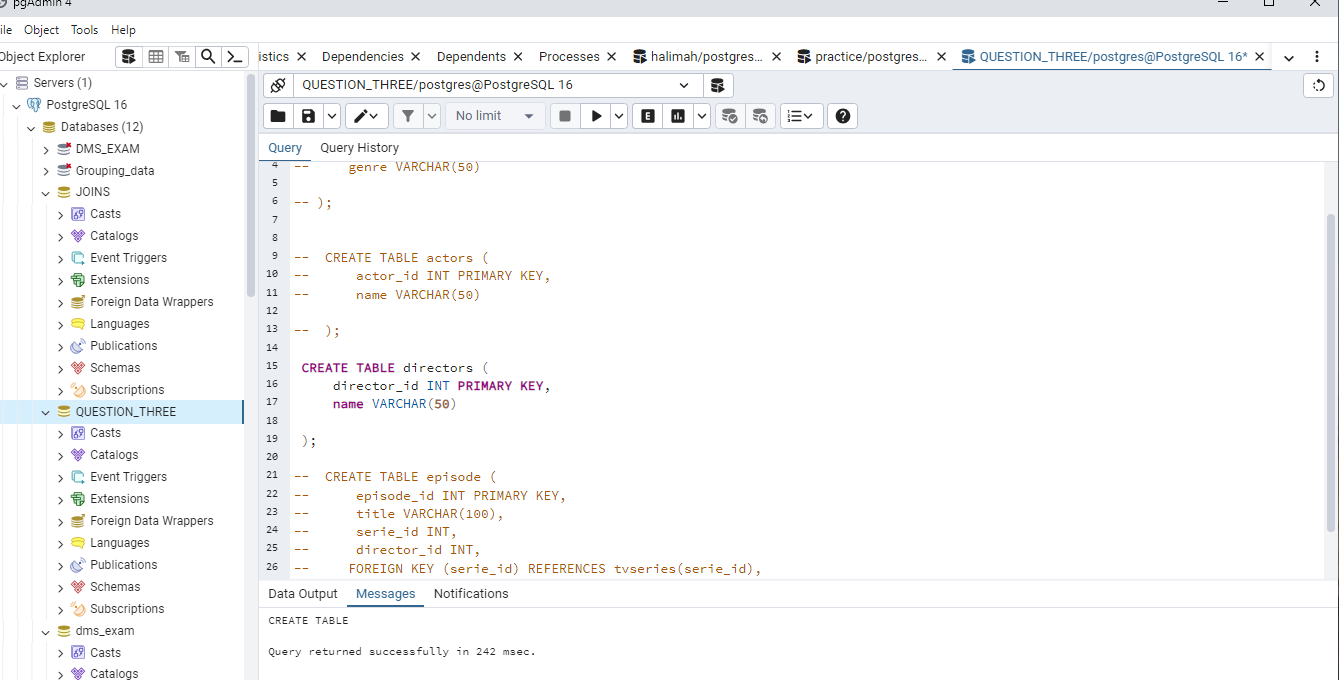 pgAdmin 4
ile Object Tools Help
Object Explorer
istics Dependencies Dependents Processes halimah/postgres... practice/postgres... QUESTION_THREE/postgres@PostgreSQL 16*
Servers (1)
PostgreSQL 16
Databases (12)
DMS_EXAM
Grouping_data
JOINS
Casts
Catalogs
Event Triggers
Extensions
Foreign Data Wrappers
Languages
Publications
Schemas
Subscriptions
QUESTION_THREE
Casts
Catalogs
Event Triggers
Extensions
Foreign Data Wrappers
Languages
Publications
Schemas
Subscriptions
dms_exam
Casts
Catalogs
QUESTION_THREE/postgres@PostgreSQL 16
No limit E
Query Query History
4 -- genre VARCHAR(50)
5
6 -- );
7
8
9 -- CREATE TABLE actors (
10 -- actor_id INT PRIMARY KEY,
11 -- name VARCHAR(50)
12
13 -- );
14
15 CREATE TABLE directors (
16 director_id INT PRIMARY KEY,
17 name VARCHAR(50)
18
19 );
20
21 -- CREATE TABLE episode (
22 -- episode_id INT PRIMARY KEY,
23 -- title VARCHAR(100),
24 -- serie_id INT,
25 -- director_id INT,
26 -- FOREIGN KEY (serie_id) REFERENCES tvseries(serie_id),
Data Output Messages Notifications
CREATE TABLE
Query returned successfully in 242 msec.